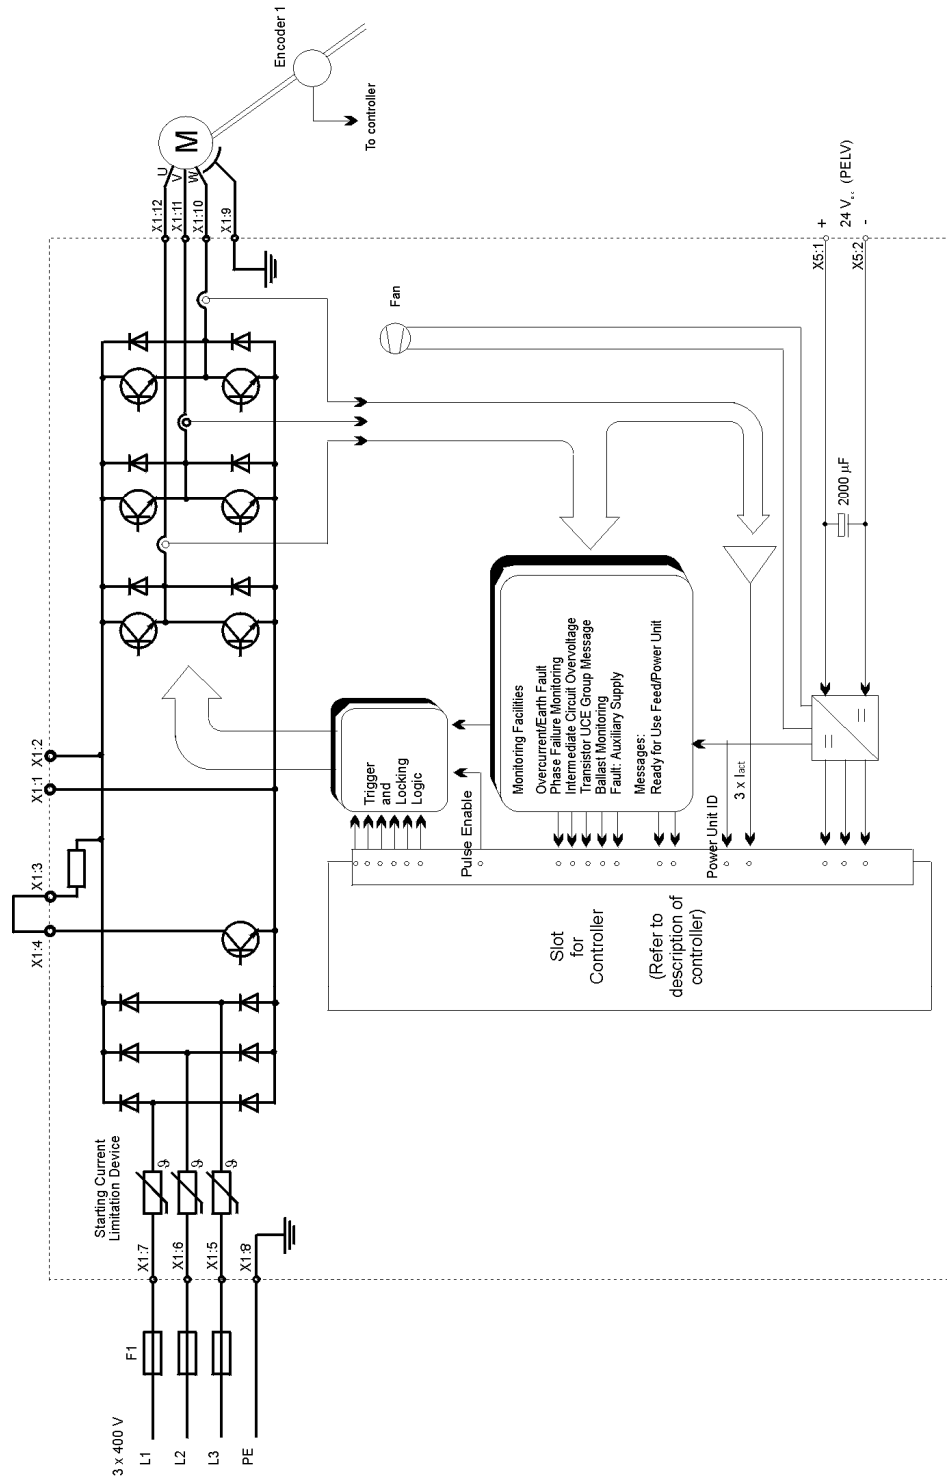 3 x 400 V
L1
L2
L3
PE
F1
X1:7
X1:6
X1:5
X1:8
Starting Current
Limitation Device
ϑ
ϑ
ϑ
X1:4
X1:3
X1:1
X1:2
X1:12
X1:11
X1:10
X1:9
U
V
W
M
Encoder 1
To controller
Trigger
and
Locking
Logic
Pulse Enable
Monitoring Facilities
Overcurrent/Earth Fault
Phase Failure Monitoring
Intermediate Circuit Overvoltage
Transistor UCE Group Message
Ballast Monitoring
Fault: Auxiliary Supply
Messages:
Ready for Use Feed/Power Unit
Fan
Slot
for
Controller
(Refer to
description of
controller)
Power Unit ID
3 x Iact
2000 µF
X5:1
X5:2
+
24 VDC (PELV)
-